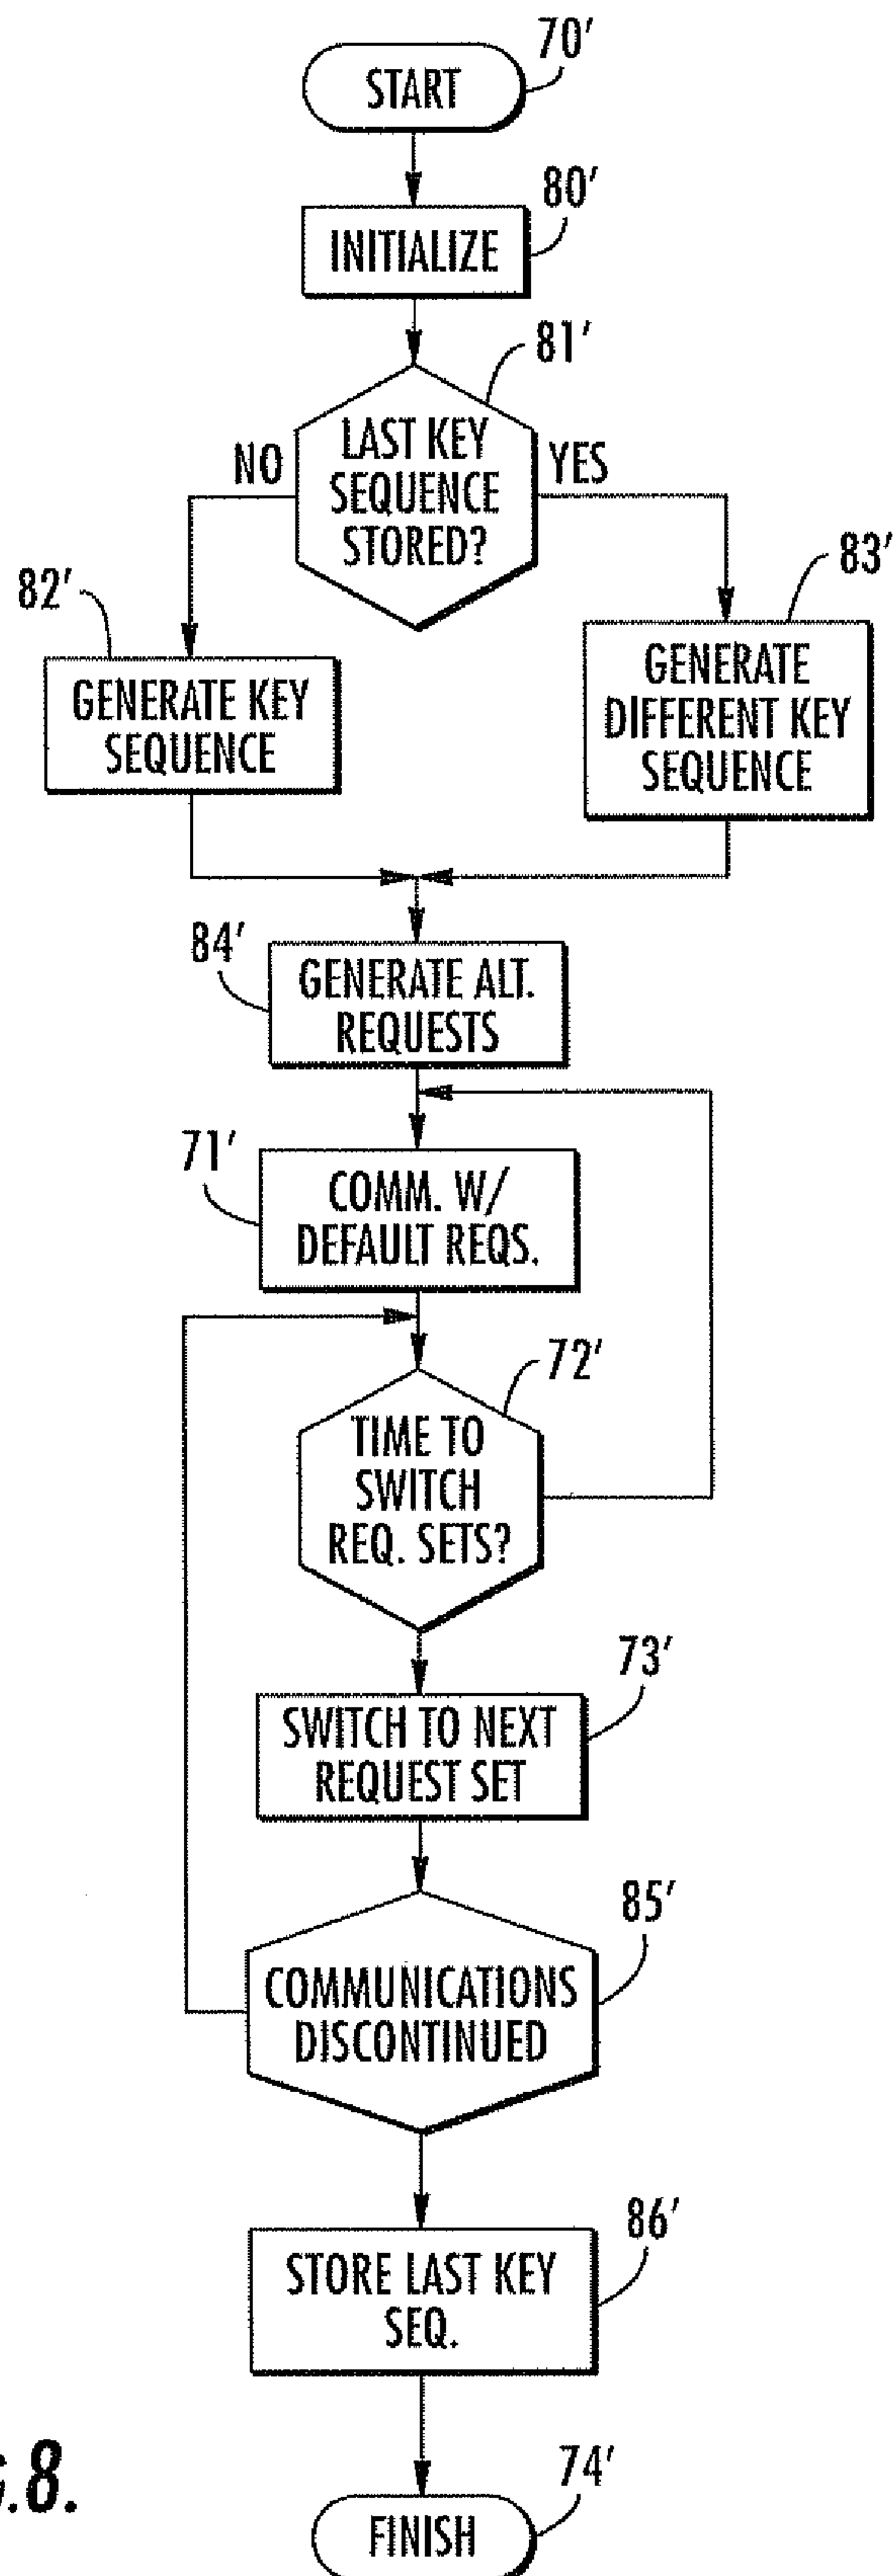 70'
START
80'
INITIALIZE
81'
LAST KEY
SEQUENCE
STORED?
NO
YES
82'
GENERATE KEY
SEQUENCE
83'
GENERATE
DIFFERENT KEY
SEQUENCE
84'
GENERATE ALT.
REQUESTS
71'
COMM. W/
DEFAULT REQS.
72'
TIME TO
SWITCH
REQ. SETS?
73'
SWITCH TO NEXT
REQUEST SET
85'
COMMUNICATIONS
DISCONTINUED
86'
STORE LAST KEY
SEQ.
74'
FINISH
G.8.